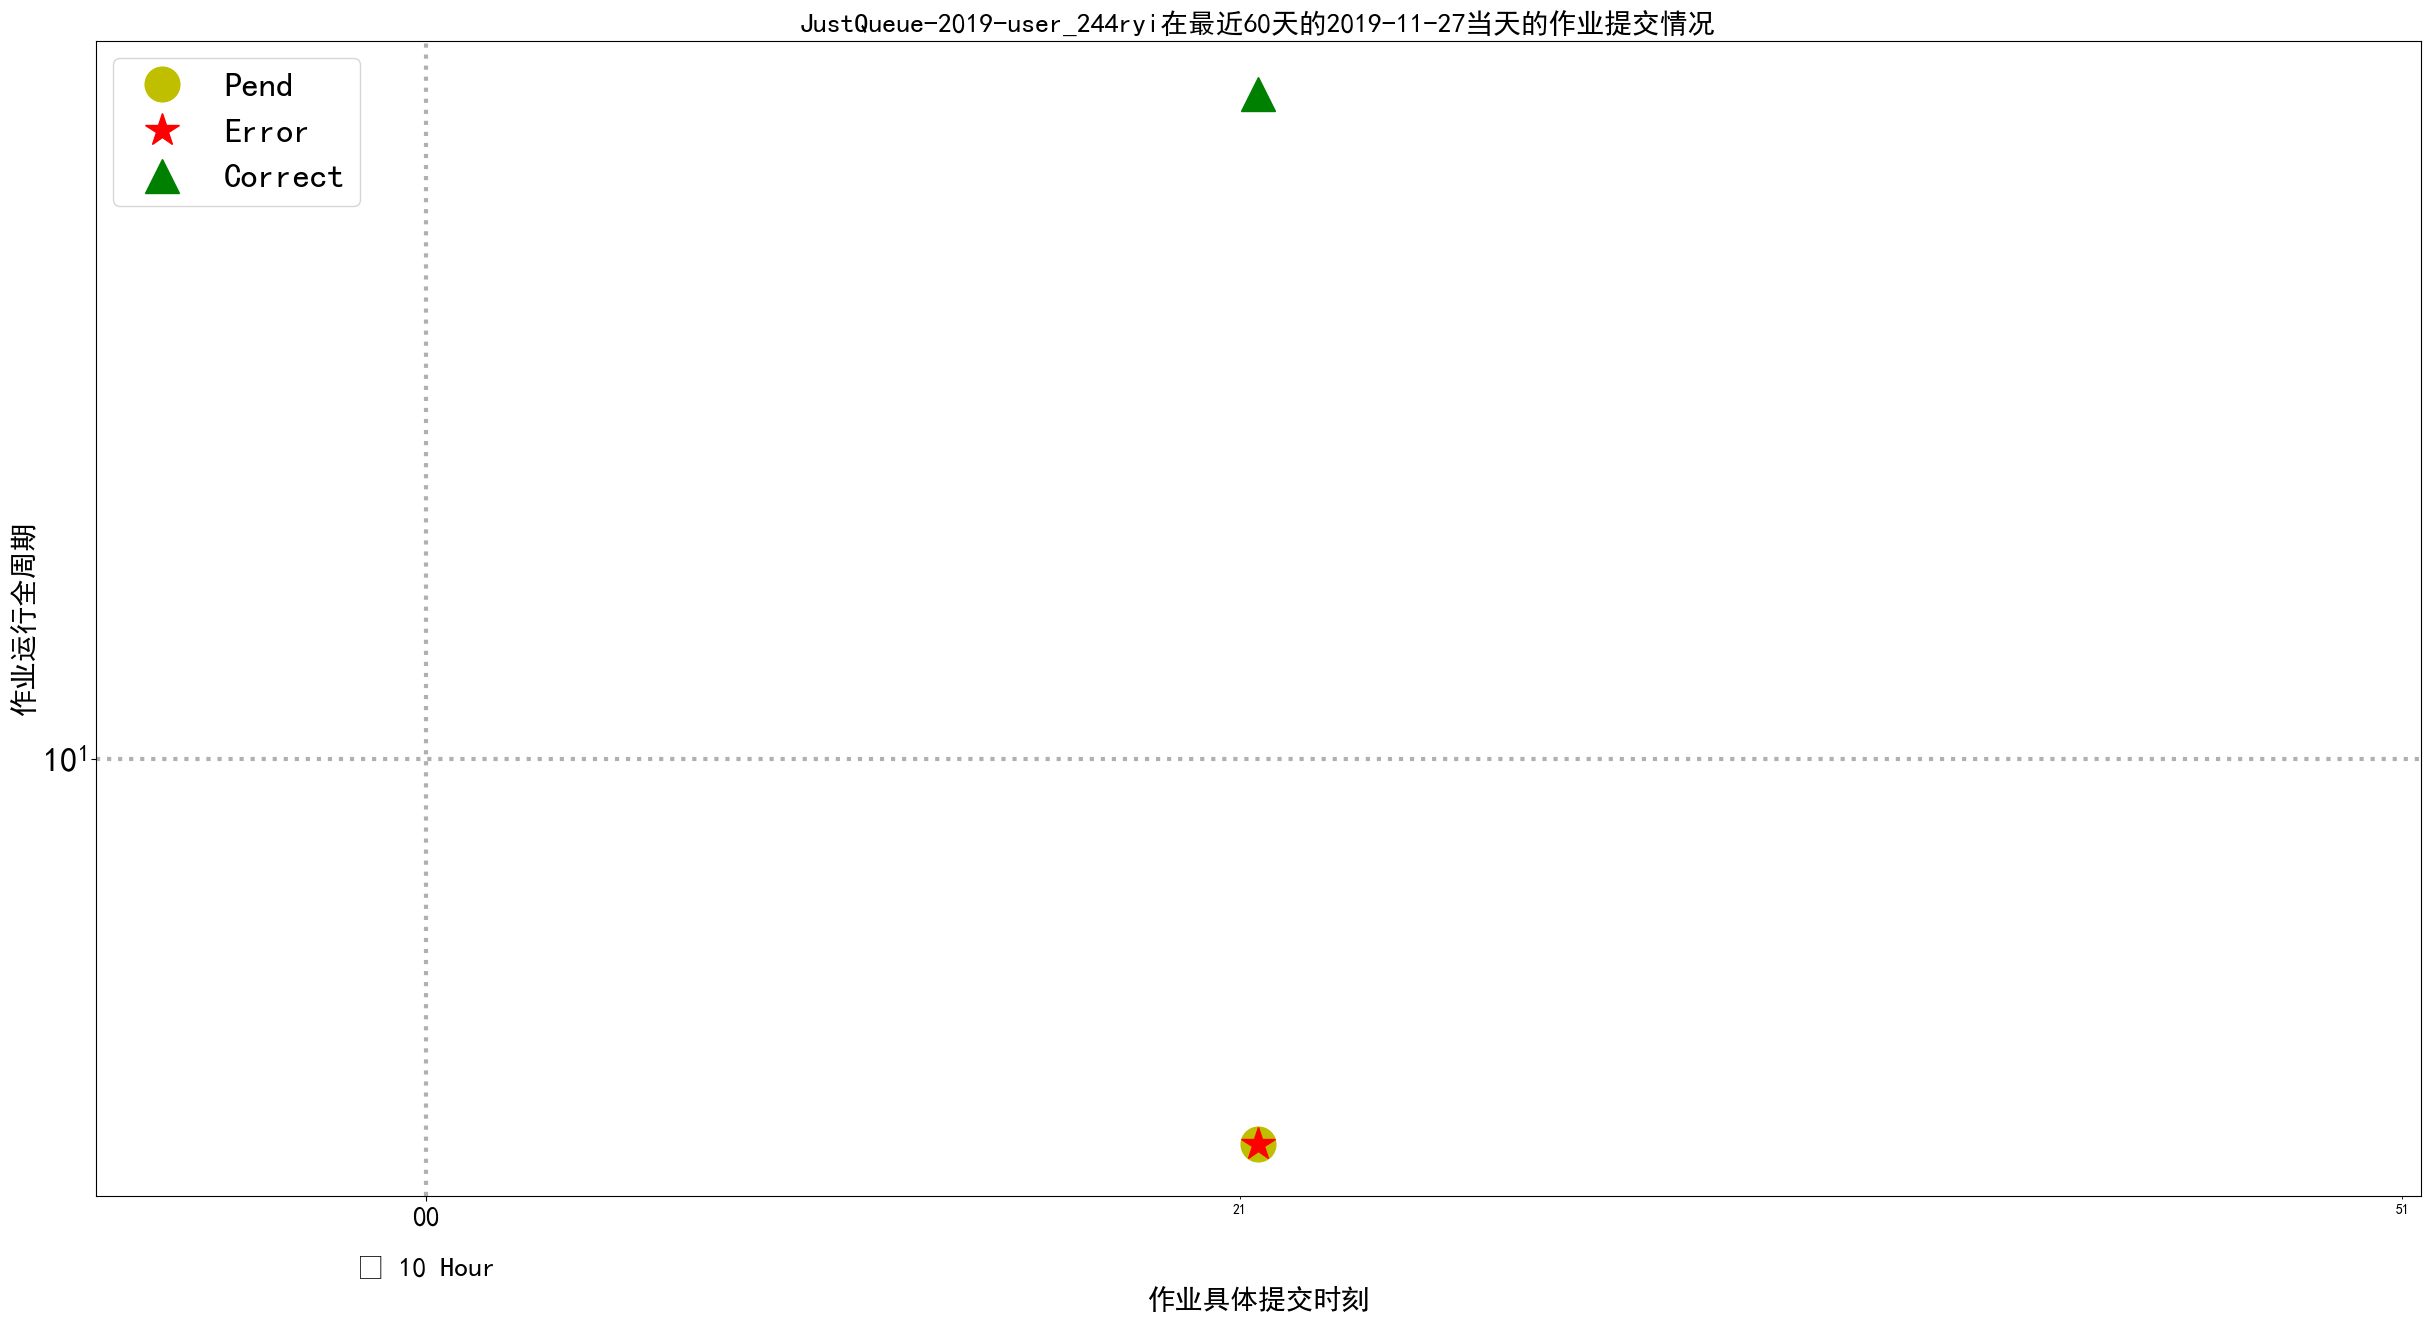 JustQueue-2019-user_244ryi在最近60天的2019-11-27当天的作业提交情况
Pend
Error
Correct
作业运行全周期
10¹
00
21
51
□ 10 Hour
作业具体提交时刻